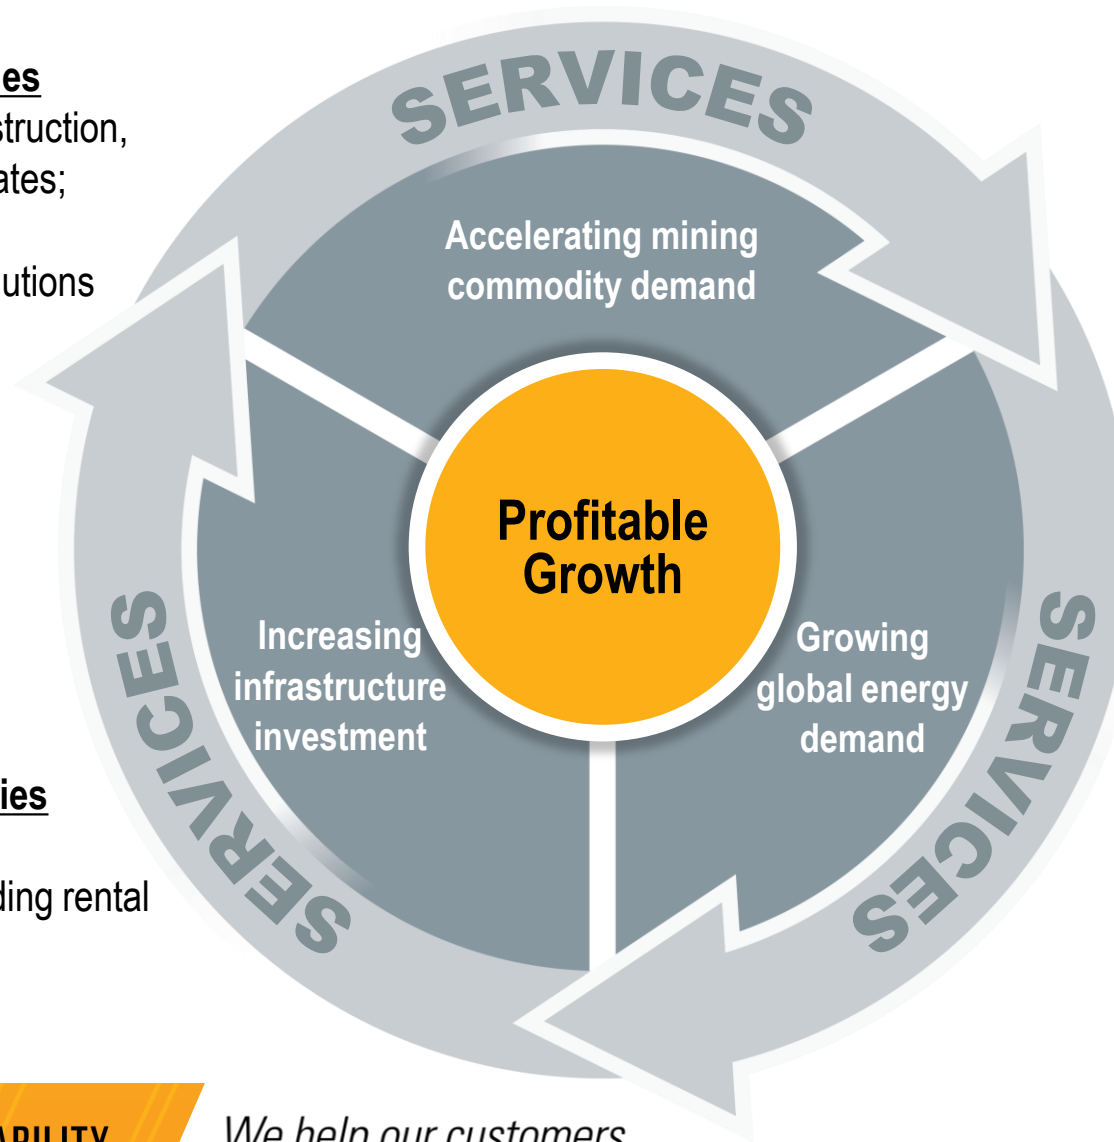 SERVICES
es
struction,
ates;
utions
Accelerating mining
commodity demand
Profitable
Growth
Increasing
infrastructure
investment
Growing
global energy
demand
SERVICES
SERVICES
ies
ding rental
ABILITY
We help our customers